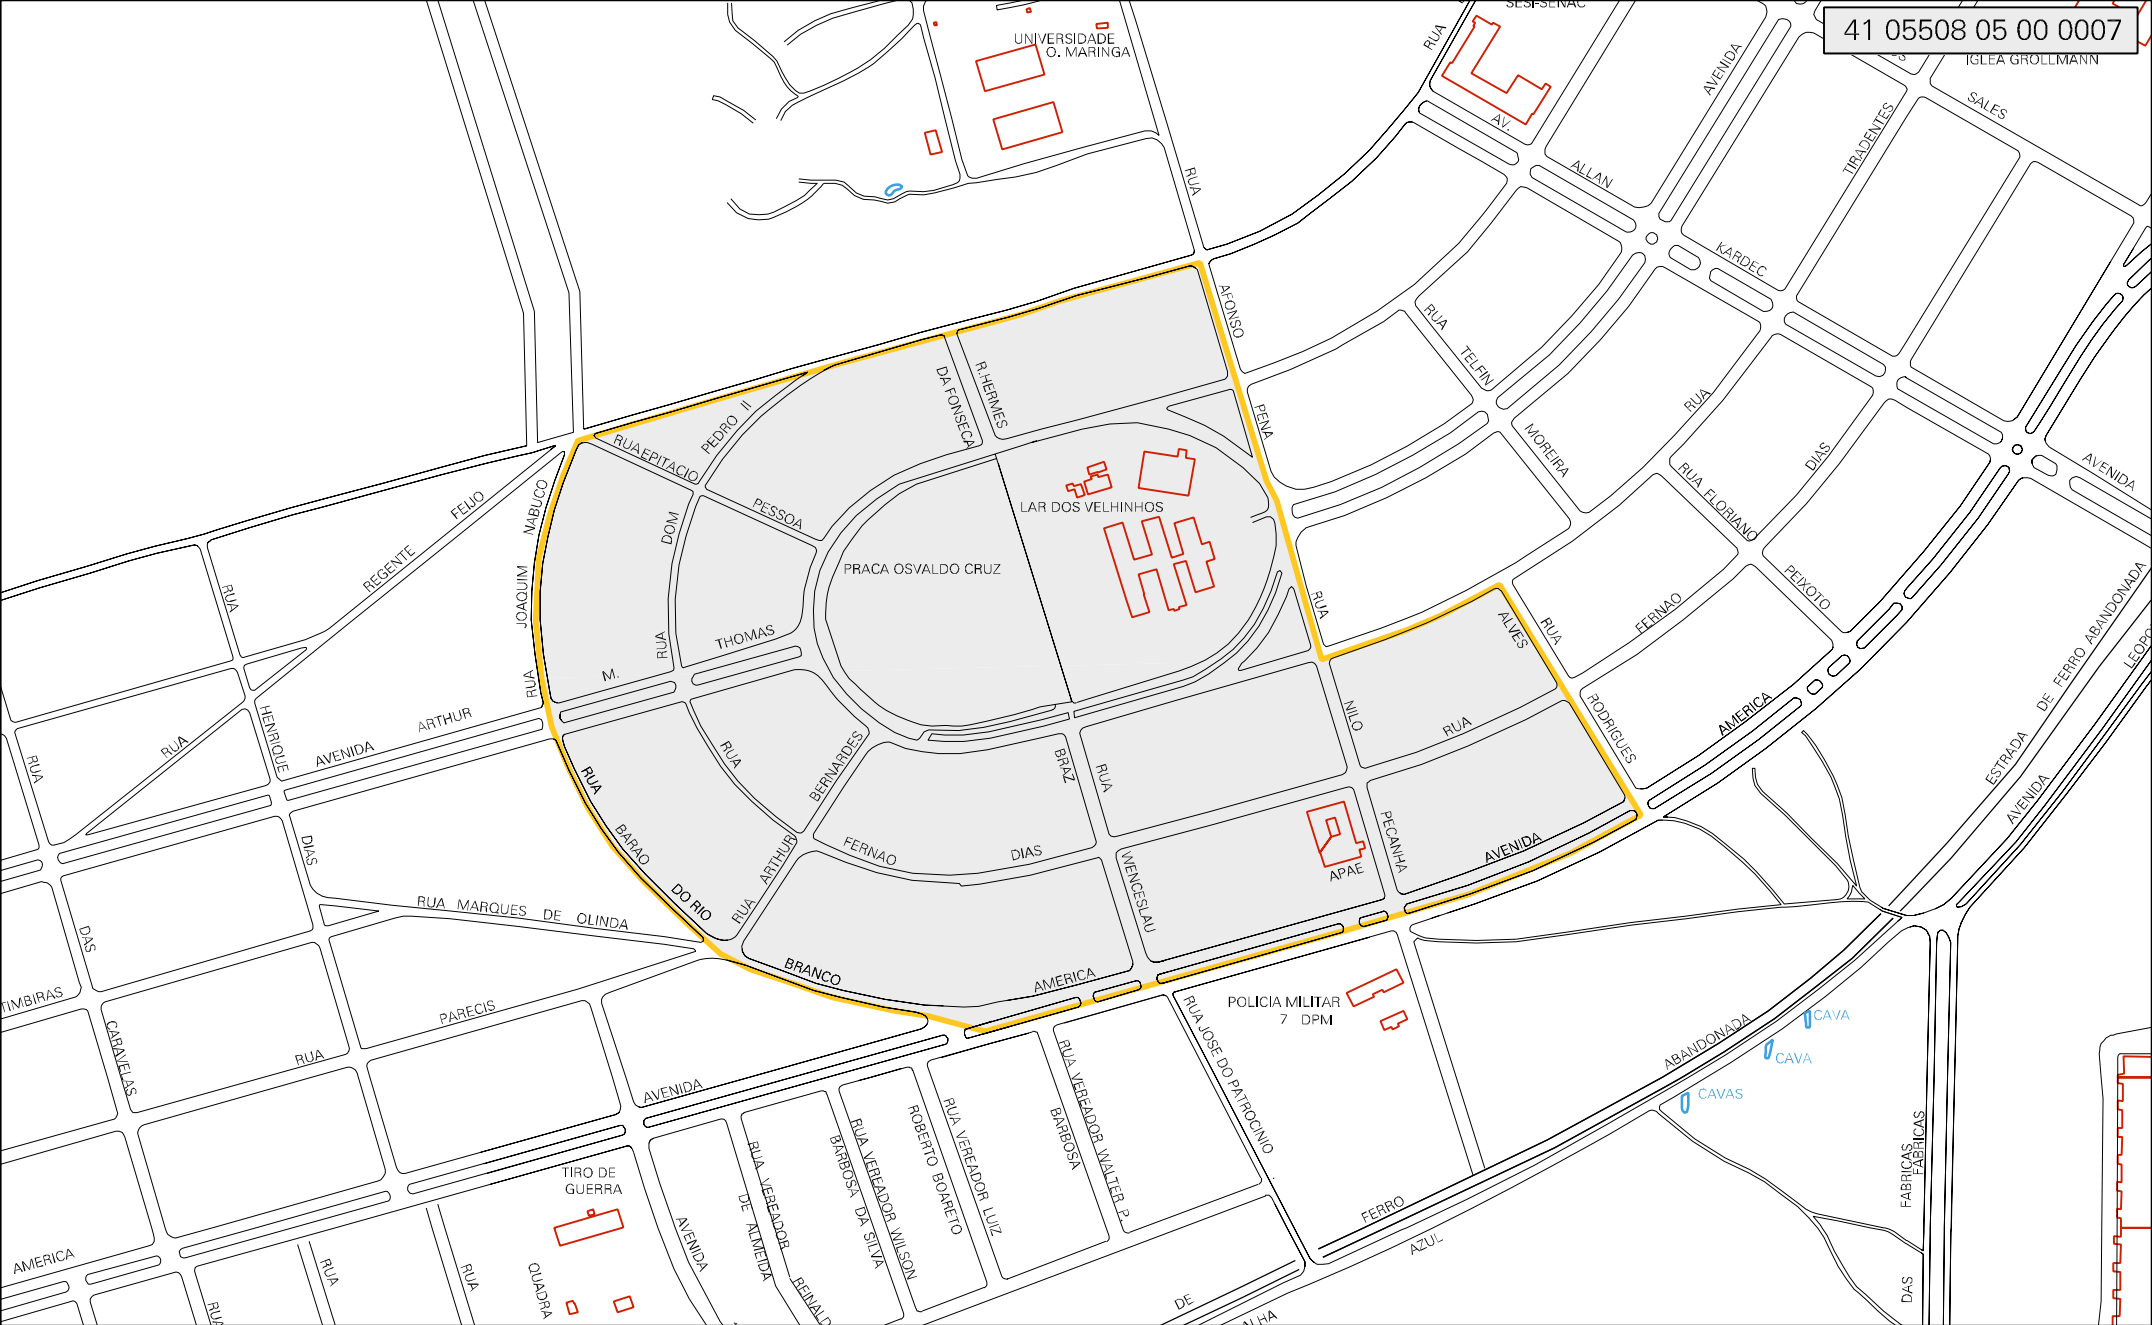 SESI-SENAC
41 05508 05 00 0007
IGLEA GROLLMANN
UNIVERSIDADE
O. MARINGA
RUA
AVENIDA
SALES
AV.
ALLAN
TIRADENTES
KARDEC
RUA
AFONSO
PENA
RUA
TELFIN
MOREIRA
RUA
DIAS
RUA FLORIANO
PEIXOTO
AVENIDA
R.HERMES
DA FONSECA
PEDRO II
RUA EPITACIO
PESSOA
DOM
RUA
NABUCO
JOAQUIM
RUA
FEIJO
REGENTE
RUA
LAR DOS VELHINHOS
PRACA OSVALDO CRUZ
THOMAS
M.
ARTHUR
AVENIDA
RUA
HENRIQUE
DIAS
RUA
RUA
ALVES
RUA
RODRIGUES
FERNAO
AMERICA
ESTRADA
DE FERRO ABANDONADA
AVENIDA
LEOPO
NILO
RUA
PECANHA
AVENIDA
APAE
BRAZ
RUA
WENCESLAU
RUA
BERNARDES
ARTHUR
RUA
FERNAO
DIAS
RUA
BARAO
DO RIO
BRANCO
AMERICA
RUA MARQUES DE OLINDA
DAS
CARAVELAS
TIMBIRAS
PARECIS
RUA
AVENIDA
POLICIA MILITAR
7 DPM
RUA JOSE DO PATROCINIO
RUA VEREADOR WALTER P.
BARBOSA
RUA VEREADOR LUIZ
ROBERTO BOARETO
RUA VEREADOR WILSON
BARBOSA DA SILVA
RUA VEREADOR
DE ALMEIDA
REINALD
AVENIDA
TIRO DE
GUERRA
QUADRA
RUA
RUA
RUA
AMERICA
CAVA
CAVA
CAVAS
ABANDONADA
FERRO
AZUL
DE
ALHA
FABRICAS
FABRICAS
DAS